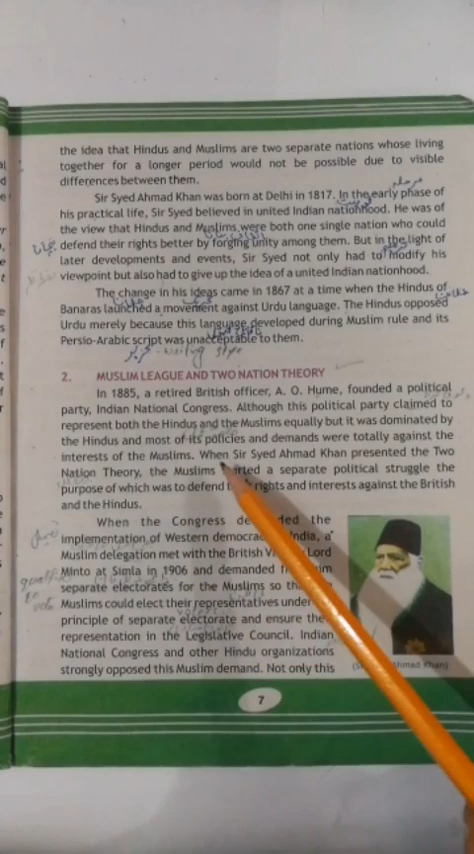 the idea that Hindus and Muslims are two separate nations whose living
together for a longer period would not be possible due to visible
differences between them.
Sir Syed Ahmad Khan was born at Delhi in 1817. In the early phase of
his practical life, Sir Syed believed in united Indian nationhood. He was of
the view that Hindus and Muslims were both one single nation who could
defend their rights better by forging unity among them. But in the light of
later developments and events, Sir Syed not only had to modify his
viewpoint but also had to give up the idea of a united Indian nationhood.
The change in his ideas came in 1867 at a time when the Hindus of
Banaras launched a movement against Urdu language. The Hindus opposed
Urdu merely because this language developed during Muslim rule and its
Persio-Arabic script was unacceptable to them.
writing style
2. MUSLIM LEAGUE AND TWO NATION THEORY
In 1885, a retired British officer, A. O. Hume, founded a political
party, Indian National Congress. Although this political party claimed to
represent both the Hindus and the Muslims equally but it was dominated by
the Hindus and most of its policies and demands were totally against the
interests of the Muslims. When Sir Syed Ahmad Khan presented the Two
Nation Theory, the Muslims a separate political struggle the
purpose of which was to defend rights and interests against the British
and the Hindus.
When the Congress the
implementation of Western India, a
Muslim delegation met with the British Lord
Minto at Simla in 1906 and demanded
separate electorates for the Muslims so
Muslims could elect their representatives under
principle of separate electorate and ensure
representation in the Legislative Council. Indian
National Congress and other Hindu organizations
strongly opposed this Muslim demand. Not only this
Ahmad Khan)
7